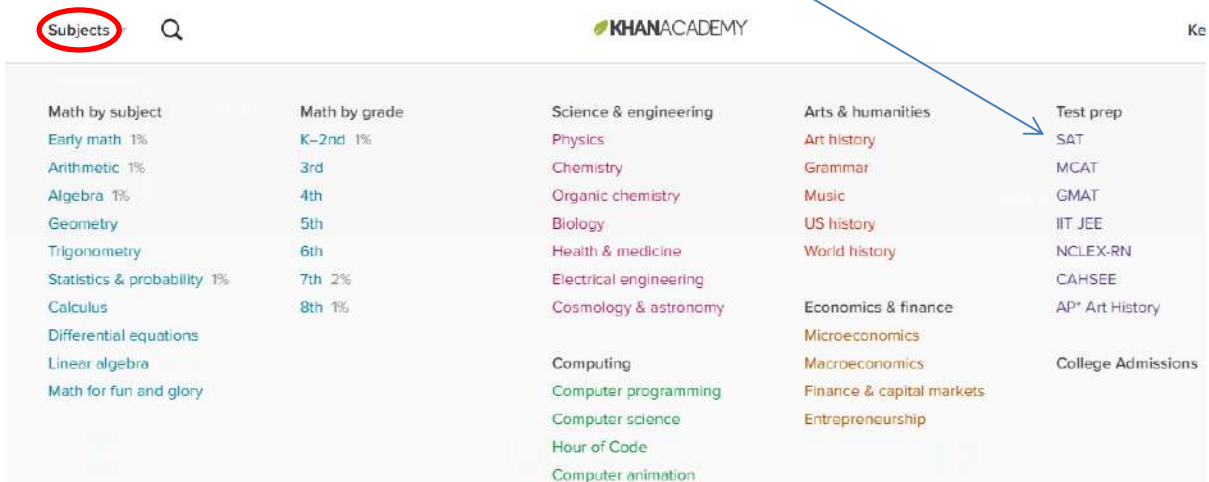 Subjects
KHANACADEMY
Ke
Math by subject
Early math 1%
Arithmetic 1%
Algebra 1%
Geometry
Trigonometry
Statistics & probability 1%
Calculus
Differential equations
Linear algebra
Math for fun and glory
Math by grade
K–2nd 1%
3rd
4th
5th
6th
7th 2%
8th 1%
Science & engineering
Physics
Chemistry
Organic chemistry
Biology
Health & medicine
Electrical engineering
Cosmology & astronomy
Computing
Computer programming
Computer science
Hour of Code
Computer animation
Arts & humanities
Art history
Grammar
Music
US history
World history
Economics & finance
Microeconomics
Macroeconomics
Finance & capital markets
Entrepreneurship
Test prep
SAT
MCAT
GMAT
IIT JEE
NCLEX-RN
CAHSEE
AP* Art History
College Admissions